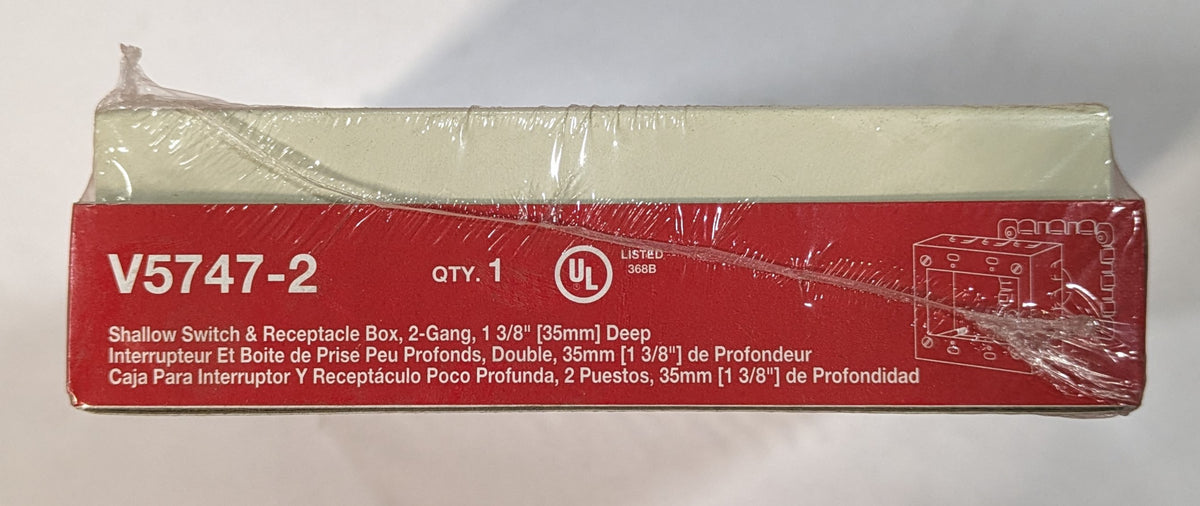 V5747-2
QTY. 1
UL
LISTED
368B
Shallow Switch & Receptacle Box, 2-Gang, 1 3/8" [35mm] Deep
Interrupteur Et Boite de Prise Peu Profonds, Double, 35mm [1 3/8"] de Profondeur
Caja Para Interruptor Y Receptáculo Poco Profunda, 2 Puestos, 35mm [1 3/8"] de Profondidad